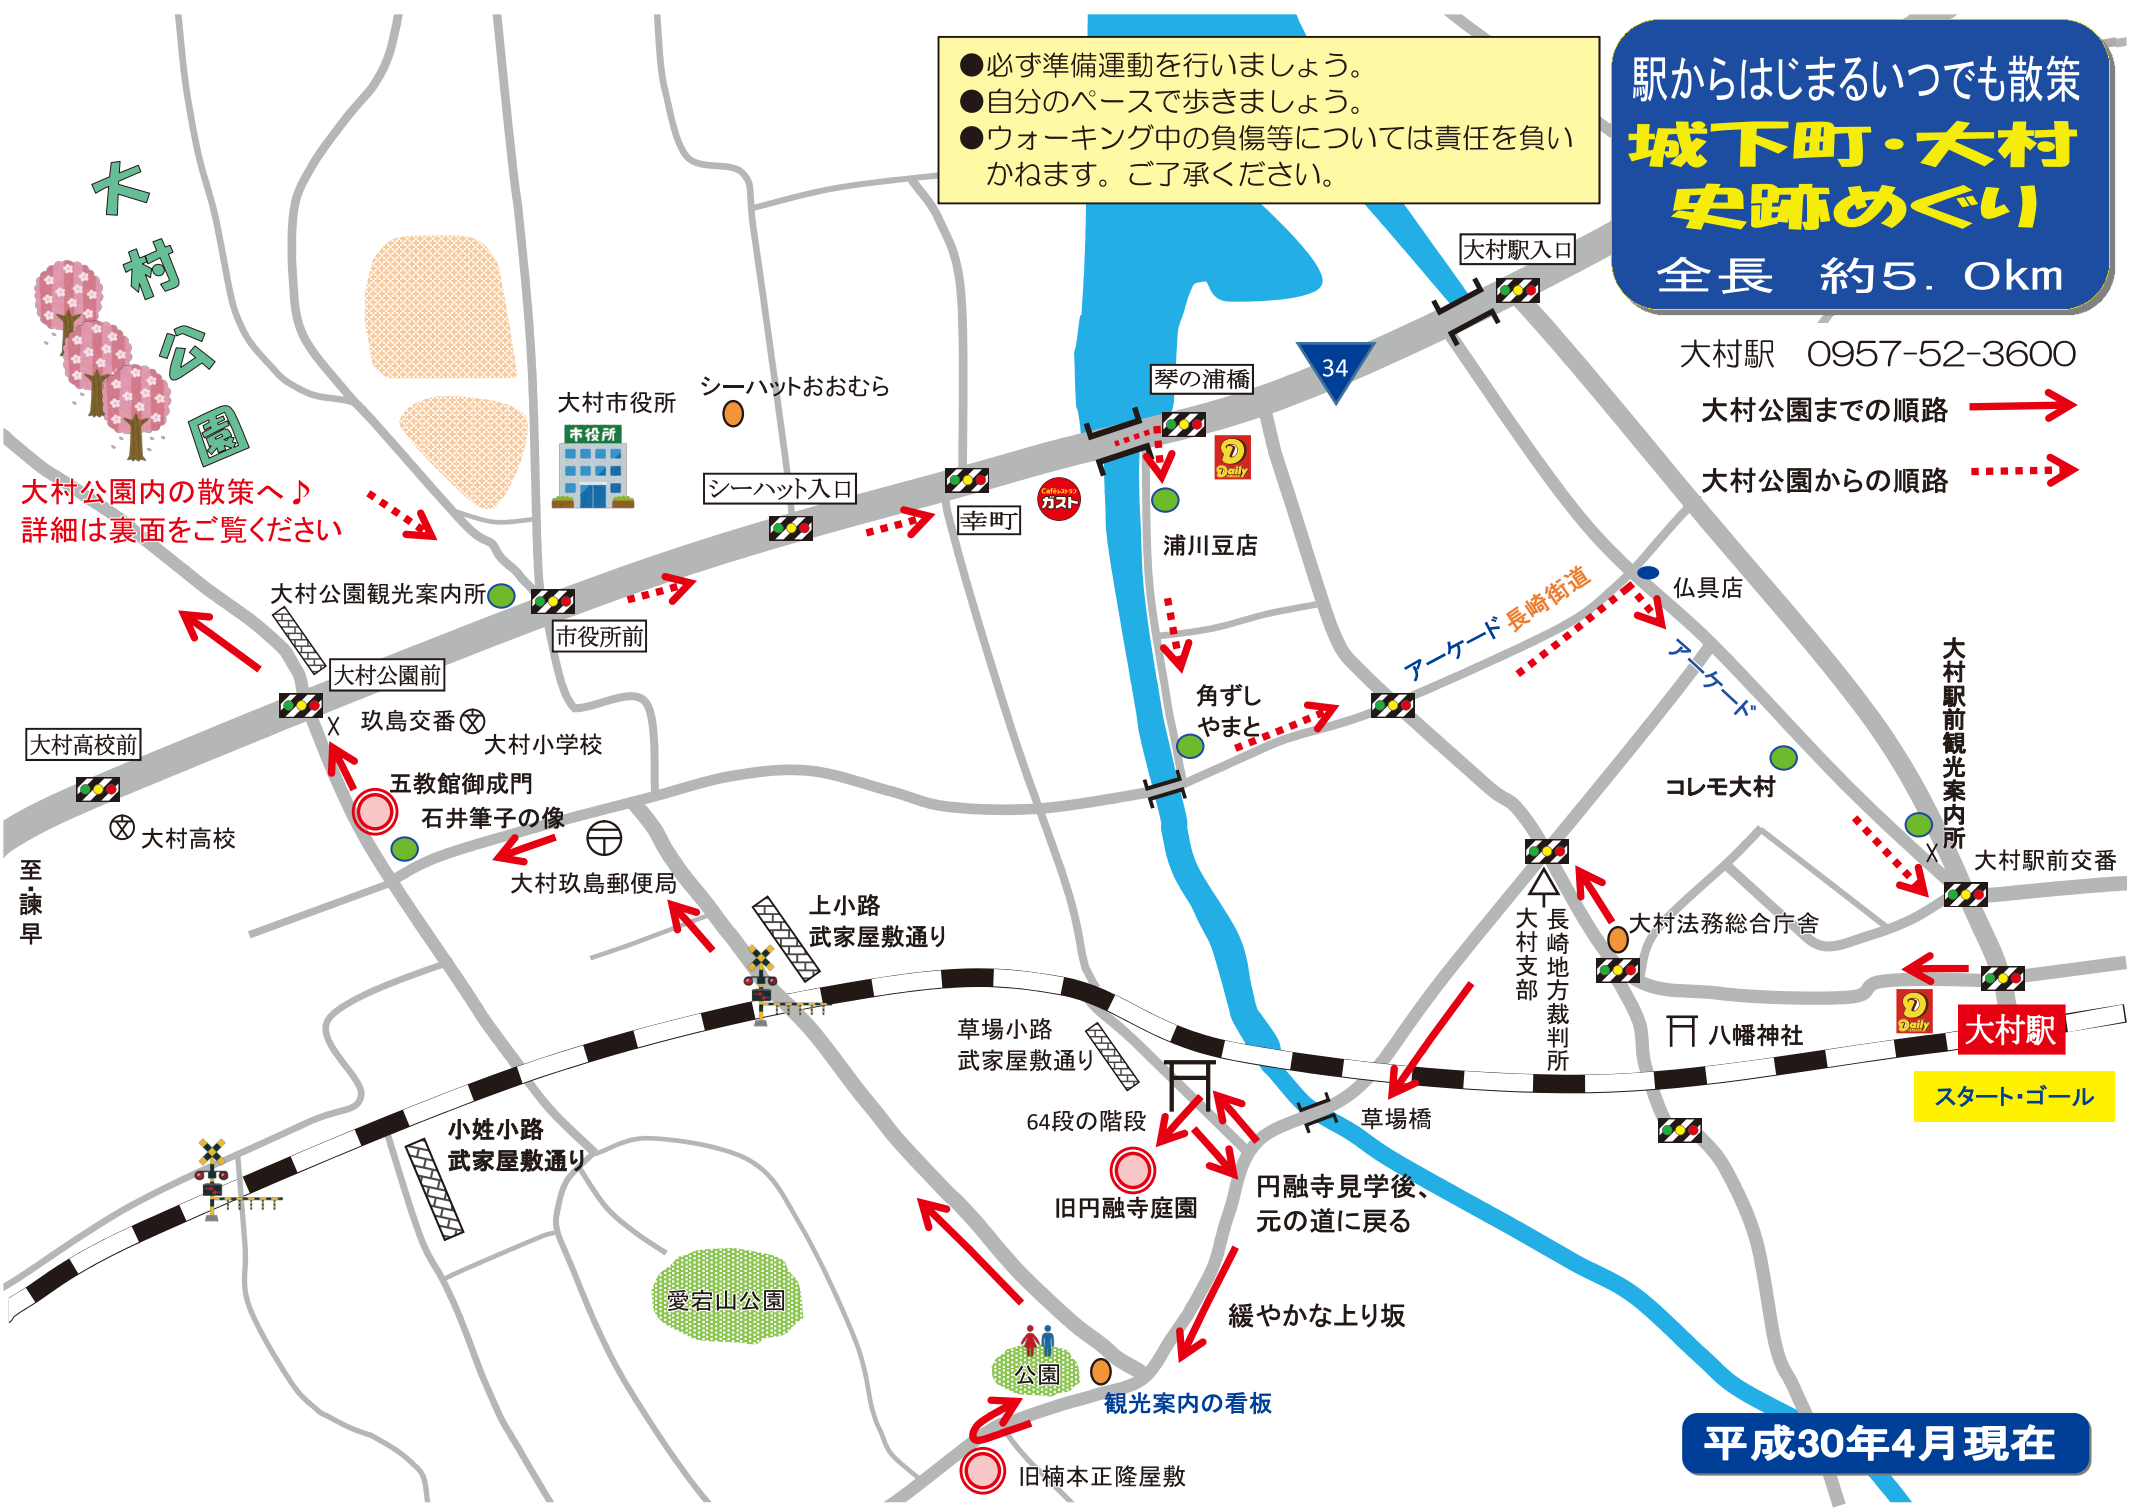 ●必ず準備運動を行いましょう。
●自分のペースで歩きましょう。
●ウォーキング中の負傷等については責任を負い
かねます。ご了承ください。
駅からはじまるいつでも散策
城下町・大村
史跡めぐり
全長　約5．0km
大村駅　0957-52-3600
大村公園までの順路
大村公園からの順路
大村公園
大村公園内の散策へ♪
詳細は裏面をご覧ください
大村駅入口
34
琴の浦橋
Daily
シーハットおおむら
大村市役所
市役所
シーハット入口
幸町
Caféレストラン
ガスト
浦川豆店
大村公園観光案内所
市役所前
大村公園前
玖島交番
大村小学校
大村高校前
大村高校
至・諫早
五教館御成門
石井筆子の像
大村玖島郵便局
上小路
武家屋敷通り
角ずし
やまと
アーケード
長崎街道
仏具店
アーケード
コレモ大村
大村駅前観光案内所
大村駅前交番
大村法務総合庁舎
長崎地方裁判所
大村支部
八幡神社
Daily
大村駅
スタート・ゴール
草場小路
武家屋敷通り
64段の階段
旧円融寺庭園
草場橋
円融寺見学後、
元の道に戻る
緩やかな上り坂
小姓小路
武家屋敷通り
愛宕山公園
公園
観光案内の看板
旧楠本正隆屋敷
平成30年4月現在